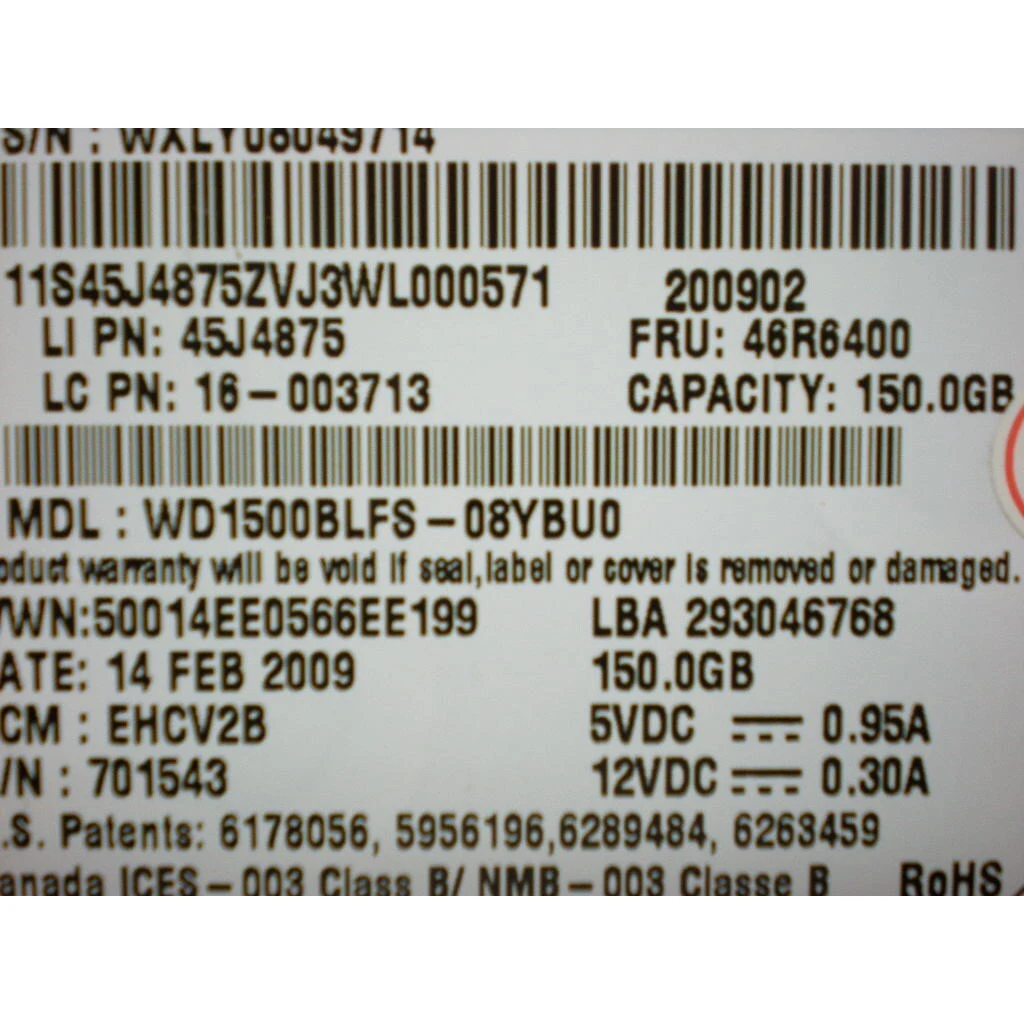 S/N : WXLY08049714
11S45J4875ZVJ3WL000571 200902
LI PN: 45J4875 FRU: 46R6400
LC PN: 16-003713 CAPACITY: 150.0GB
MDL : WD1500BLFS-08YBU0
oduct warranty will be void if seal,label or cover is removed or damaged.
WN:50014EE0566EE199 LBA 293046768
ATE: 14 FEB 2009 150.0GB
CM : EHCV2B 5VDC ⎓ 0.95A
/N : 701543 12VDC ⎓ 0.30A
.S. Patents: 6178056, 5956196,6289484, 6263459
anada ICES-003 Class B/ NMB-003 Classe B RoHS